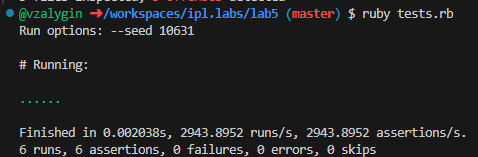 @vzalygin ➜/workspaces/ipl.labs/lab5 (master) $ ruby tests.rb
Run options: --seed 10631
# Running:
......
Finished in 0.002038s, 2943.8952 runs/s, 2943.8952 assertions/s.
6 runs, 6 assertions, 0 failures, 0 errors, 0 skips